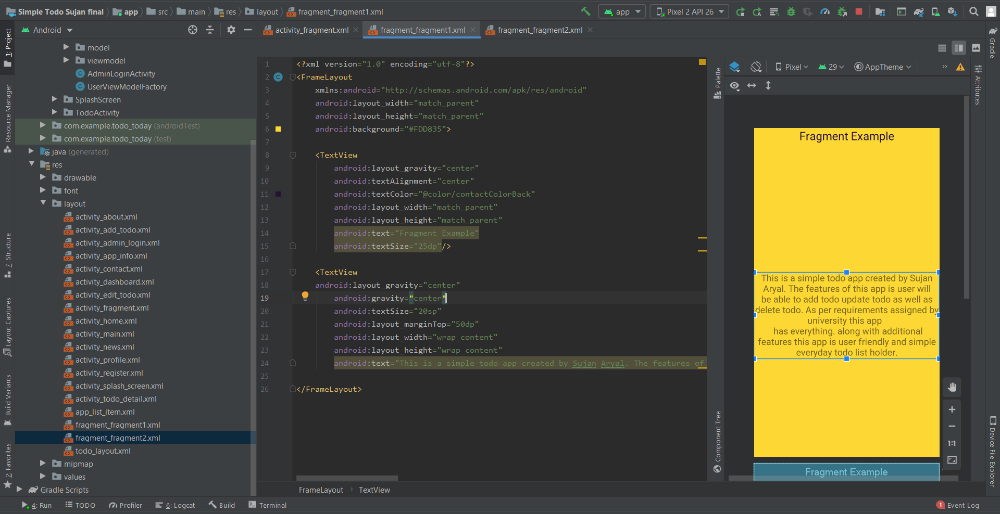 Simple Todo Sujan final app src main res layout fragment_fragment1.xml app Pixel 2 API 26
Android activity_fragment.xml fragment_fragment1.xml fragment_fragment2.xml
1: Project
Resource Manager
7: Structure
Layout Captures
Build Variants
2: Favorites
model
viewmodel
AdminLoginActivity
UserViewModelFactory
SplashScreen
TodoActivity
com.example.todo_today (androidTest)
com.example.todo_today (test)
java (generated)
res
drawable
font
layout
activity_about.xml
activity_add_todo.xml
activity_admin_login.xml
activity_app_info.xml
activity_contact.xml
activity_dashboard.xml
activity_edit_todo.xml
activity_fragment.xml
activity_home.xml
activity_main.xml
activity_news.xml
activity_profile.xml
activity_register.xml
activity_splash_screen.xml
activity_todo_detail.xml
app_list_item.xml
fragment_fragment1.xml
fragment_fragment2.xml
todo_layout.xml
mipmap
values
Gradle Scripts
1 <?xml version="1.0" encoding="utf-8"?>
2 <FrameLayout
3 xmlns:android="http://schemas.android.com/apk/res/android"
4 android:layout_width="match_parent"
5 android:layout_height="match_parent"
6 android:background="#FDD835">
7
8 <TextView
9 android:layout_gravity="center"
10 android:textAlignment="center"
11 android:textColor="@color/contactColorBack"
12 android:layout_width="match_parent"
13 android:layout_height="match_parent"
14 android:text="Fragment Example"
15 android:textSize="25dp"/>
16
17 <TextView
18 android:layout_gravity="center"
19 android:gravity="center"
20 android:textSize="20sp"
21 android:layout_marginTop="50dp"
22 android:layout_width="wrap_content"
23 android:layout_height="wrap_content"
24 android:text="This is a simple todo app created by Sujan Aryal. The features of
25
26 </FrameLayout>
FrameLayout TextView
Palette
Component Tree
Pixel 29 AppTheme
Fragment Example
This is a simple todo app created by Sujan
Aryal. The features of this app is user will
be able to add todo update todo as well as
delete todo. As per requirements assigned by
university this app
has everything. along with additional
features this app is user friendly and simple
everyday todo list holder.
1:1
Fragment Example
Gradle
Attributes
Device File Explorer
4: Run TODO Profiler 6: Logcat Build Terminal 1 Event Log